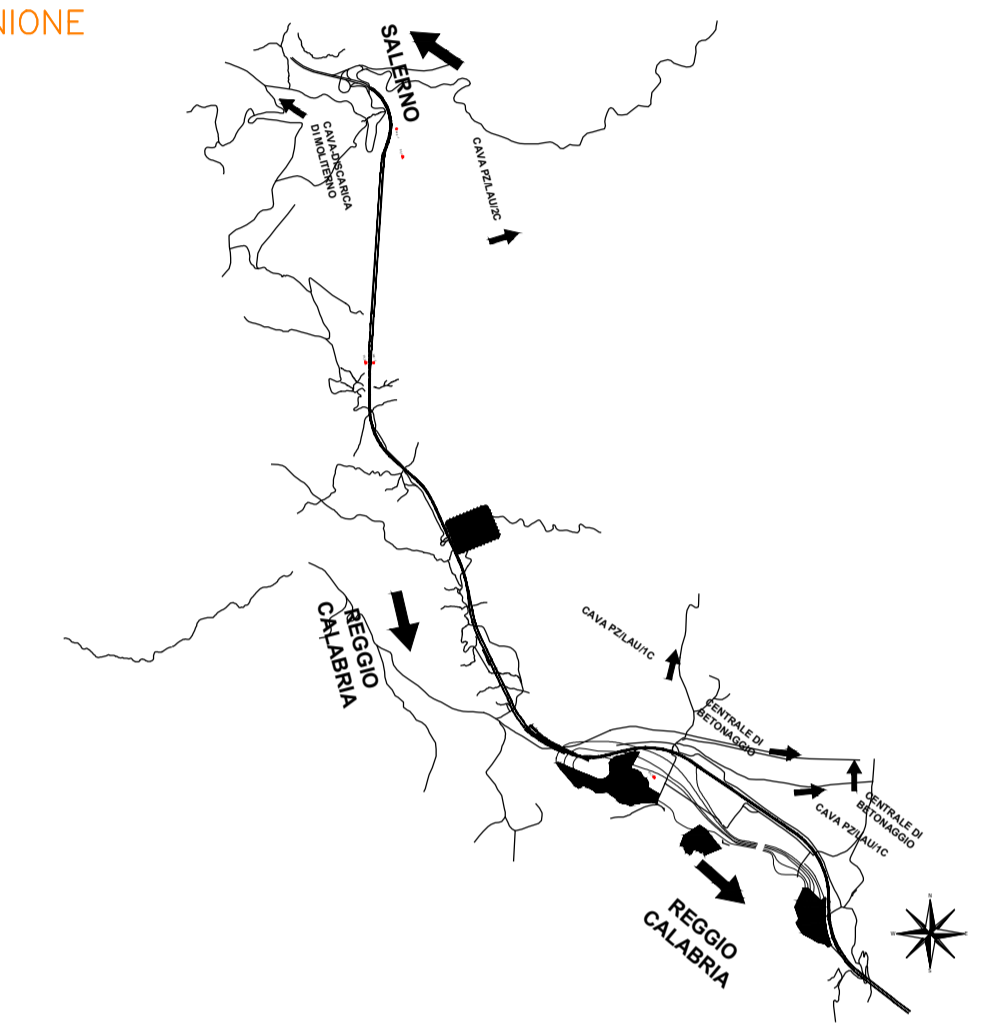 NIONE
SALERNO
CAVA-DISCARICA
DI MOLITERNO
CAVA PZ/LAU/2C
REGGIO
CALABRIA
CAVA PZ/LAU/1C
CENTRALE DI
BETONAGGIO
CENTRALE DI
BETONAGGIO
CAVA PZ/LAU/1C
REGGIO
CALABRIA
N
W
E
S